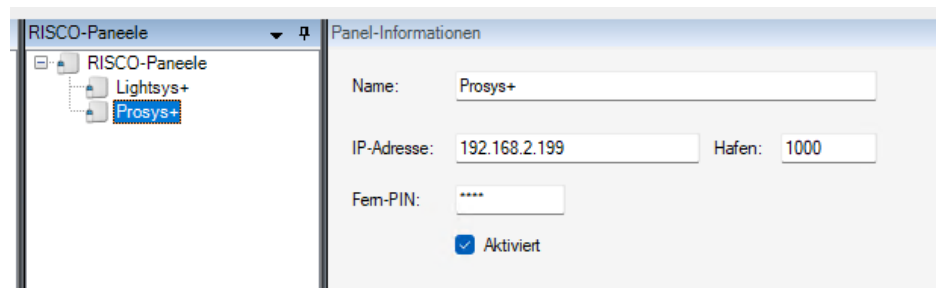 RISCO-Paneele
RISCO-Paneele
Lightsys+
Prosys+
Panel-Informationen
Name: Prosys+
IP-Adresse: 192.168.2.199 Hafen: 1000
Fern-PIN: ****
Aktiviert